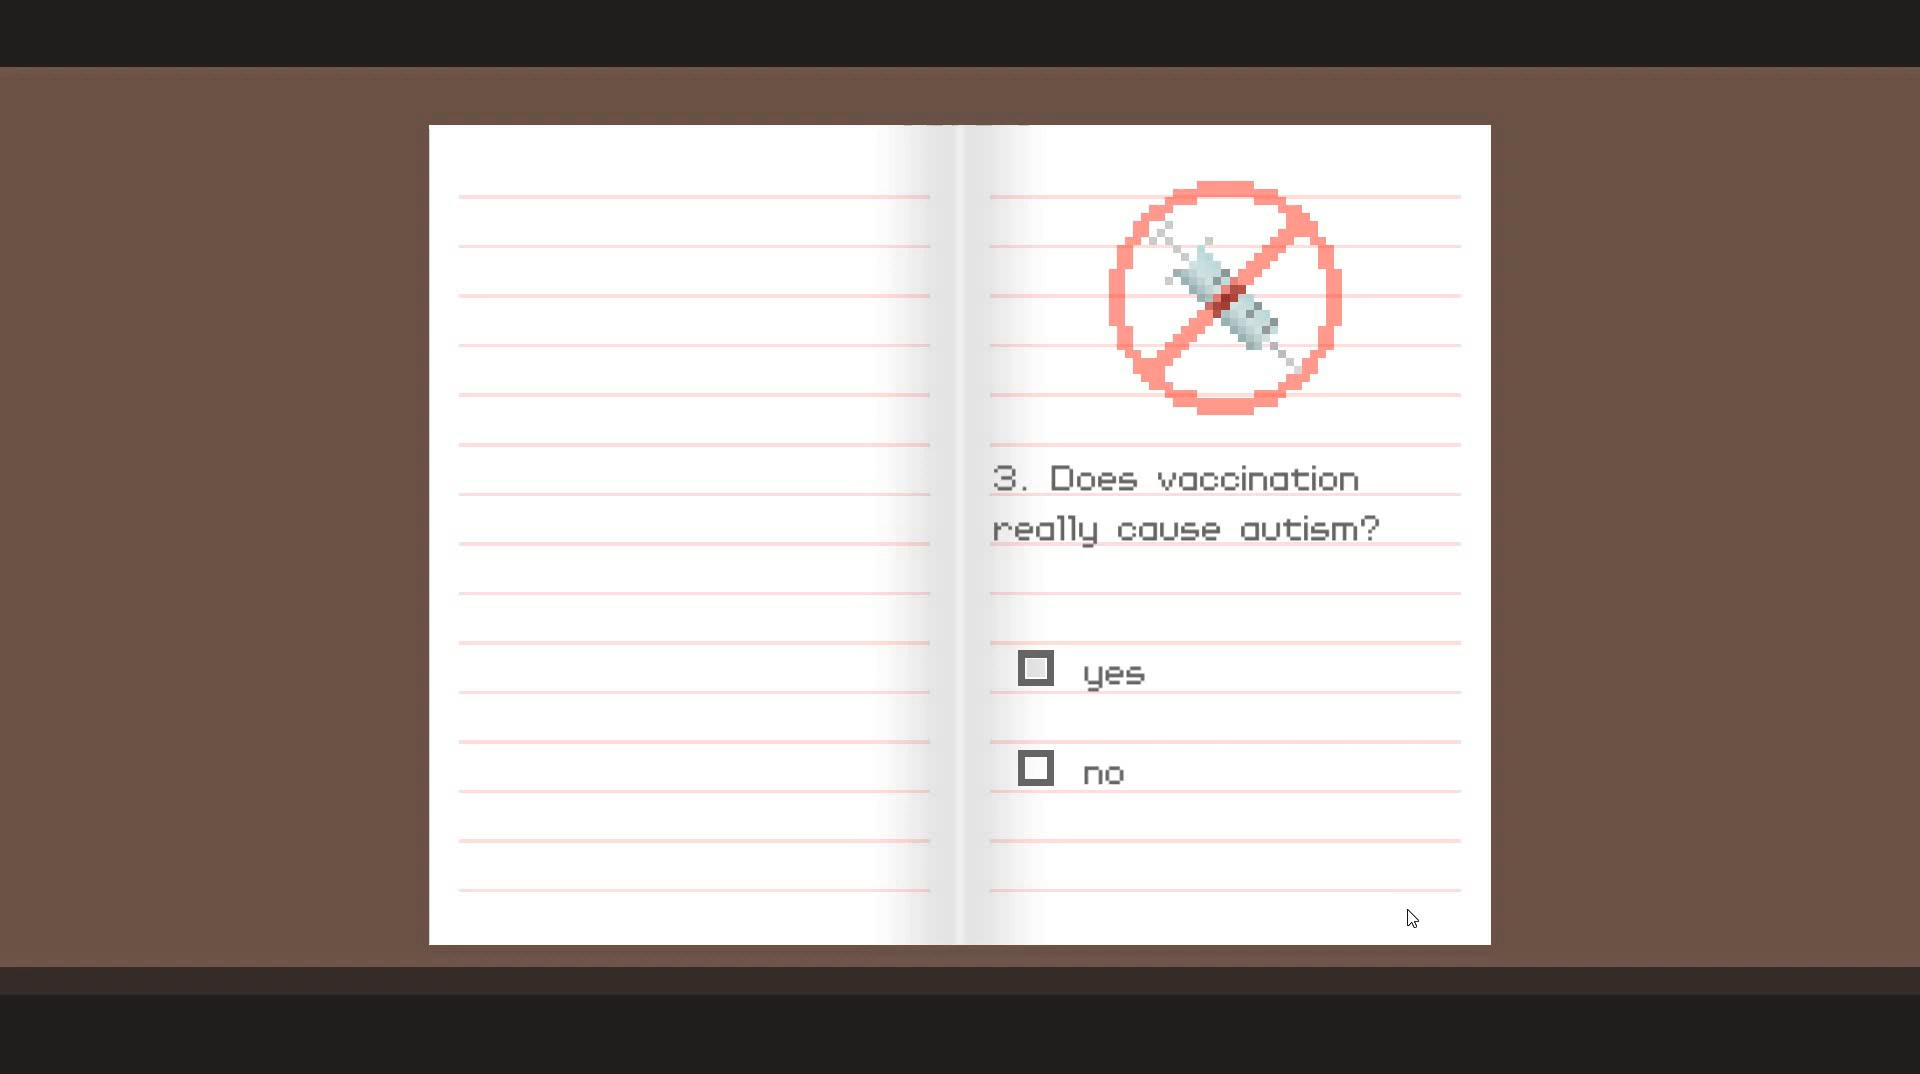 3. Does vaccination
really cause autism?
yes
no